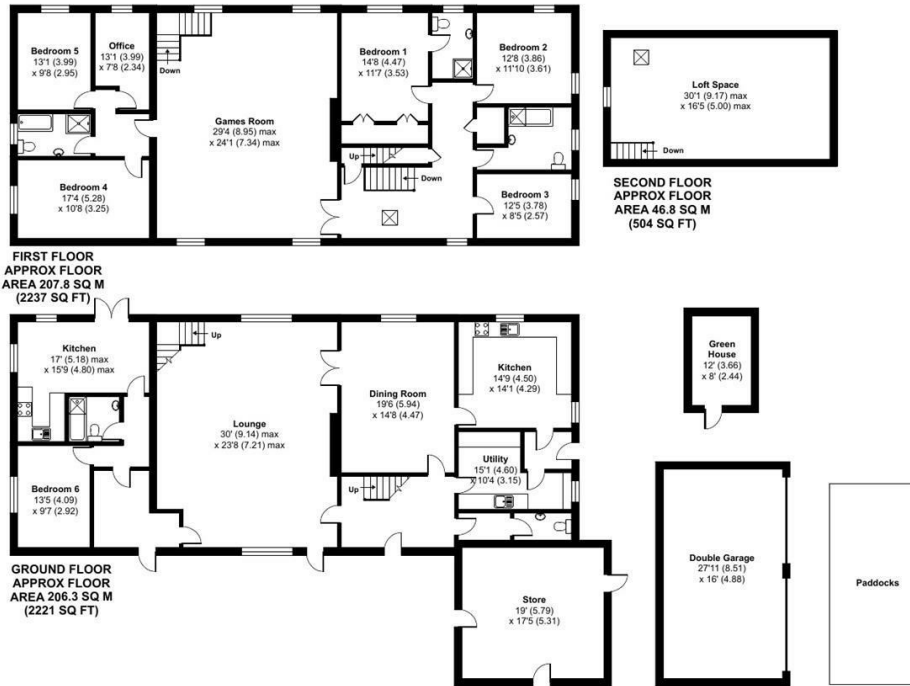 Bedroom 5
13'1 (3.99)
x 9'8 (2.95)
Office
13'1 (3.99)
x 7'8 (2.34)
Down
Games Room
29'4 (8.95) max
x 24'1 (7.34) max
Bedroom 1
14'8 (4.47)
x 11'7 (3.53)
Bedroom 2
12'8 (3.86)
x 11'10 (3.61)
Bedroom 4
17'4 (5.28)
x 10'8 (3.25)
Up
Down
Bedroom 3
12'5 (3.78)
x 8'5 (2.57)
FIRST FLOOR
APPROX FLOOR
AREA 207.8 SQ M
(2237 SQ FT)
Loft Space
30'1 (9.17) max
x 16'5 (5.00) max
Down
SECOND FLOOR
APPROX FLOOR
AREA 46.8 SQ M
(504 SQ FT)
Kitchen
17' (5.18) max
x 15'9 (4.80) max
Up
Lounge
30' (9.14) max
x 23'8 (7.21) max
Dining Room
19'6 (5.94)
x 14'8 (4.47)
Kitchen
14'9 (4.50)
x 14'1 (4.29)
Utility
15'1 (4.60)
x 10'4 (3.15)
Up
Bedroom 6
13'5 (4.09)
x 9'7 (2.92)
GROUND FLOOR
APPROX FLOOR
AREA 206.3 SQ M
(2221 SQ FT)
Store
19' (5.79)
x 17'5 (5.31)
Green
House
12' (3.66)
x 8' (2.44)
Double Garage
27'11 (8.51)
x 16' (4.88)
Paddocks